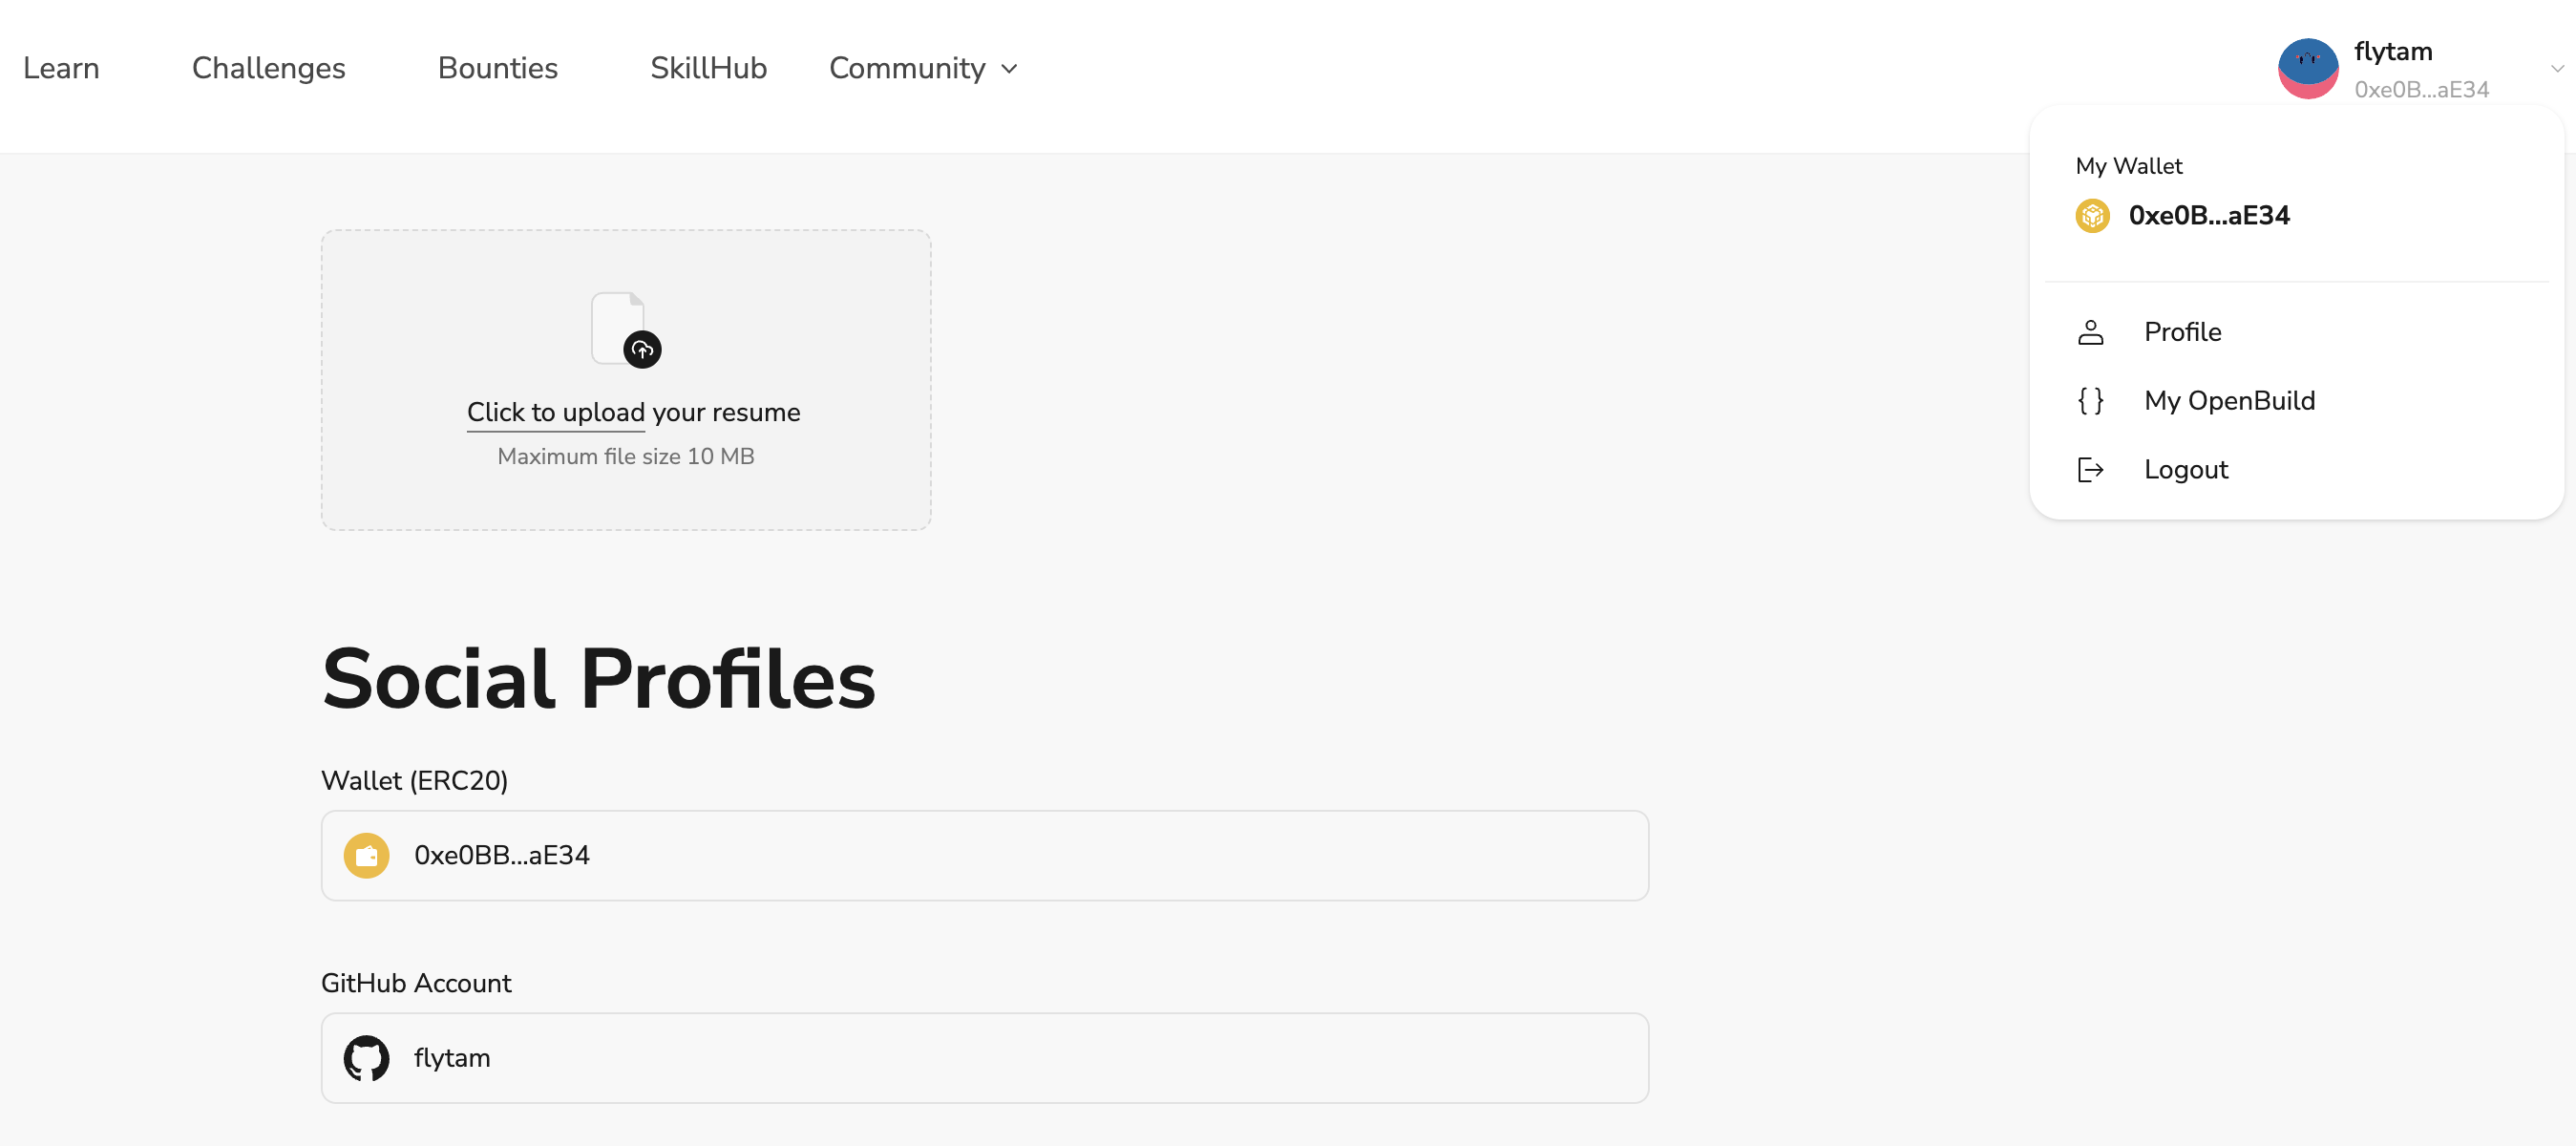 Learn
Challenges
Bounties
SkillHub
Community
flytam
0xe0B...aE34
My Wallet
0xe0B...aE34
Profile
My OpenBuild
Logout
Click to upload your resume
Maximum file size 10 MB
Social Profiles
Wallet (ERC20)
0xe0BB...aE34
GitHub Account
flytam